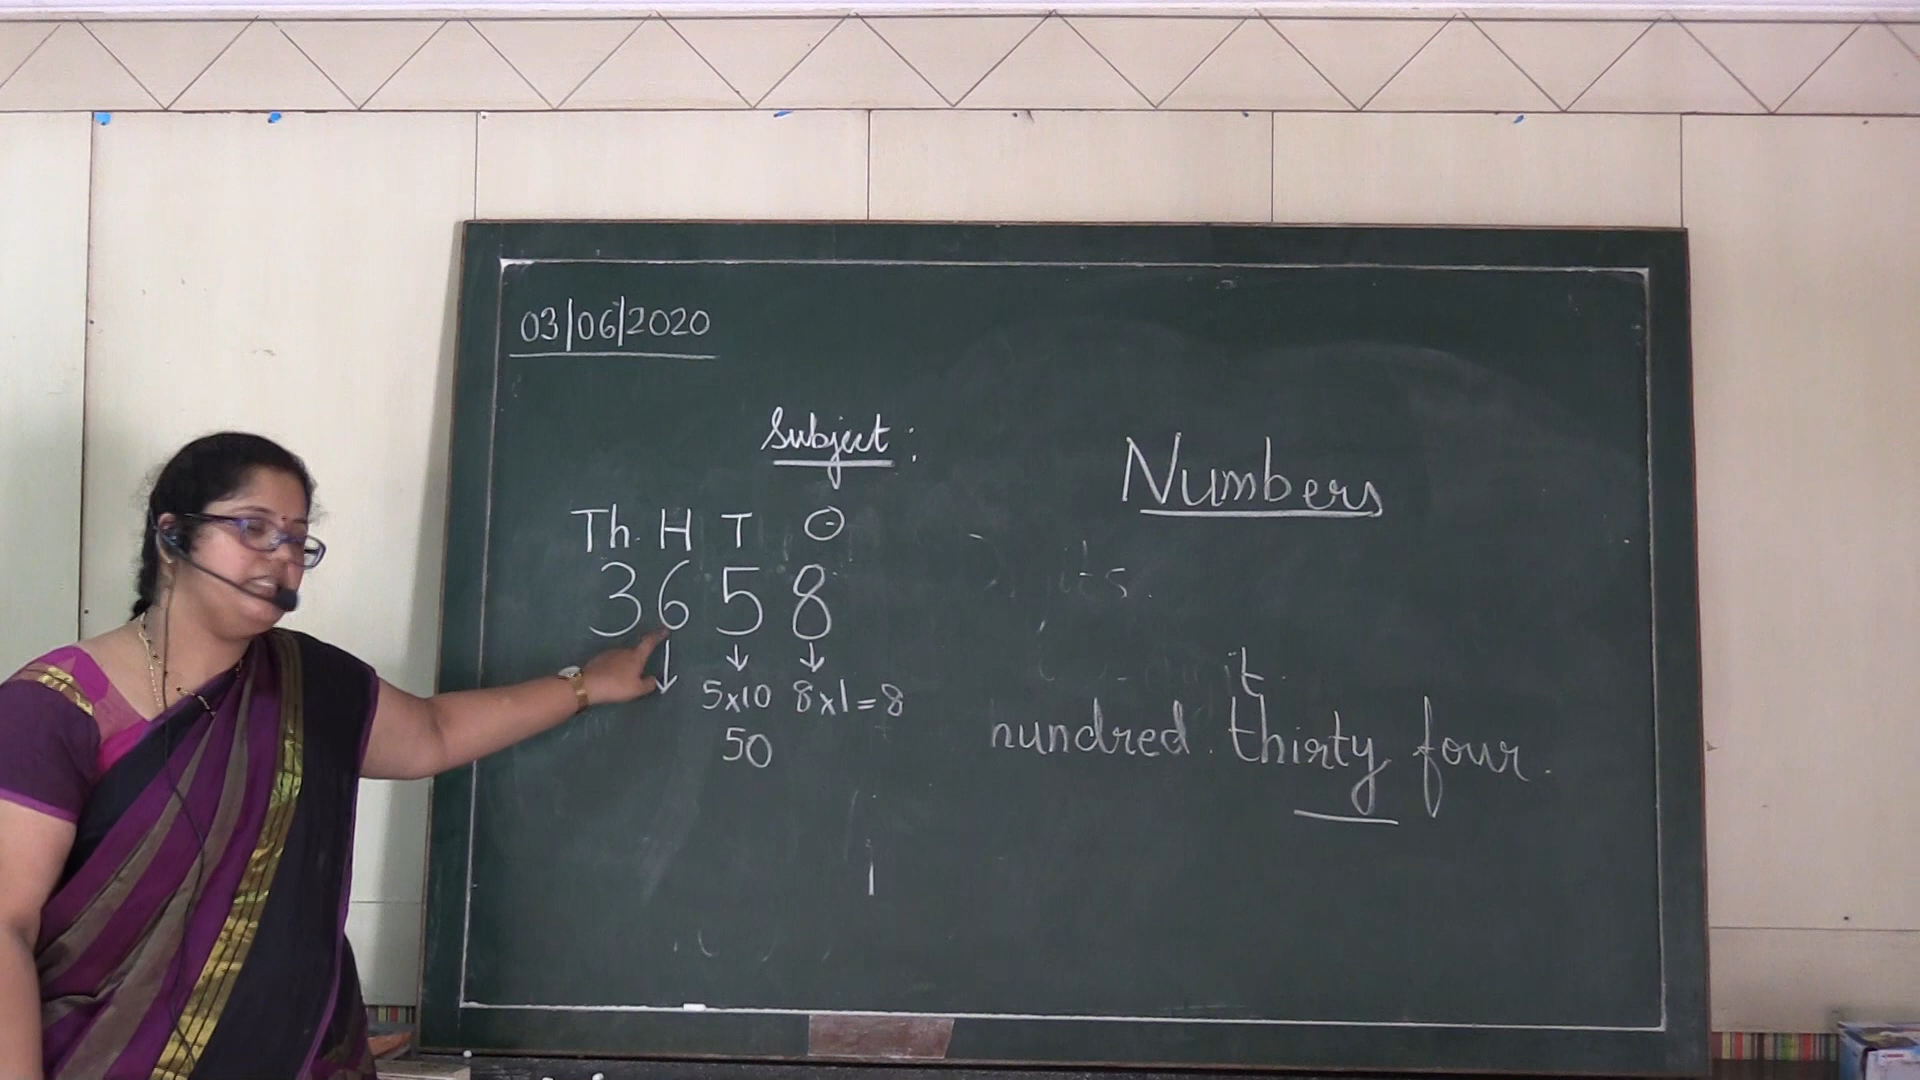 03/06/2020
Subject :
Numbers
Th. H T O
3 6 5 8
↓ ↓ ↓
5x10 8x1=8
50
t
hundred. thirty four.